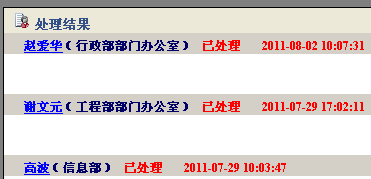 处理结果
赵爱华（行政部部门办公室） 已处理 2011-08-02 10:07:31
谢文元（工程部部门办公室） 已处理 2011-07-29 17:02:11
高波（信息部） 已处理 2011-07-29 10:03:47